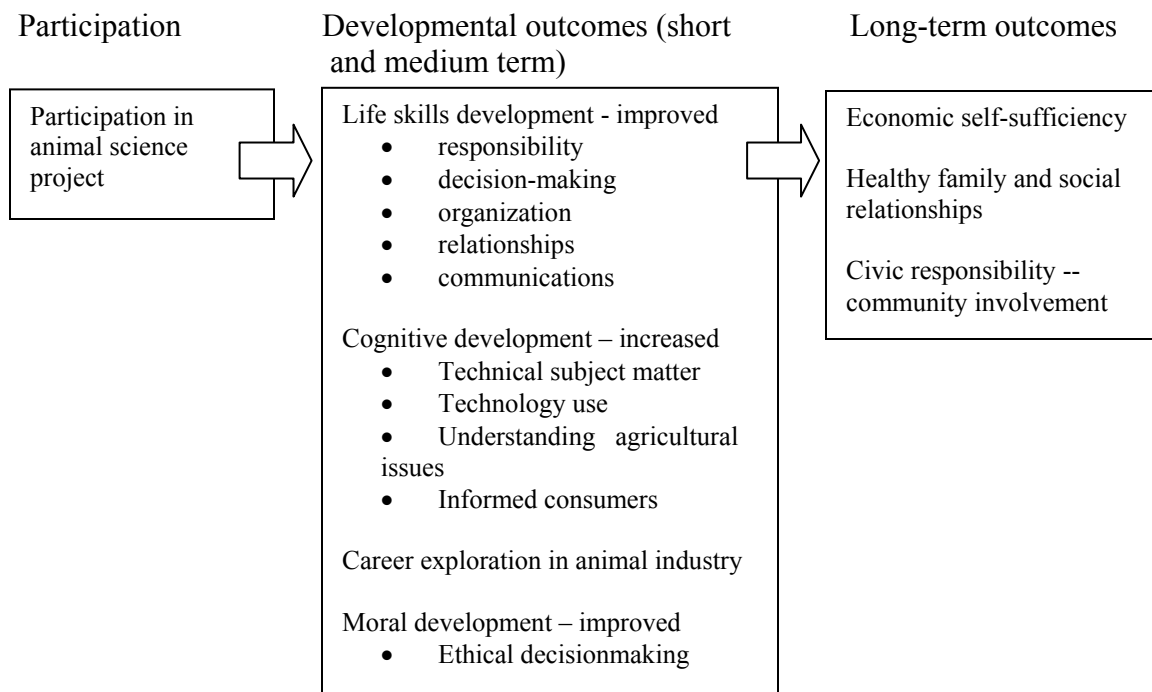 Participation
Developmental outcomes (short
and medium term)
Long-term outcomes
Participation in
animal science
project
Life skills development - improved
• responsibility
• decision-making
• organization
• relationships
• communications
Cognitive development – increased
• Technical subject matter
• Technology use
• Understanding agricultural
issues
• Informed consumers
Career exploration in animal industry
Moral development – improved
• Ethical decisionmaking
Economic self-sufficiency
Healthy family and social
relationships
Civic responsibility --
community involvement